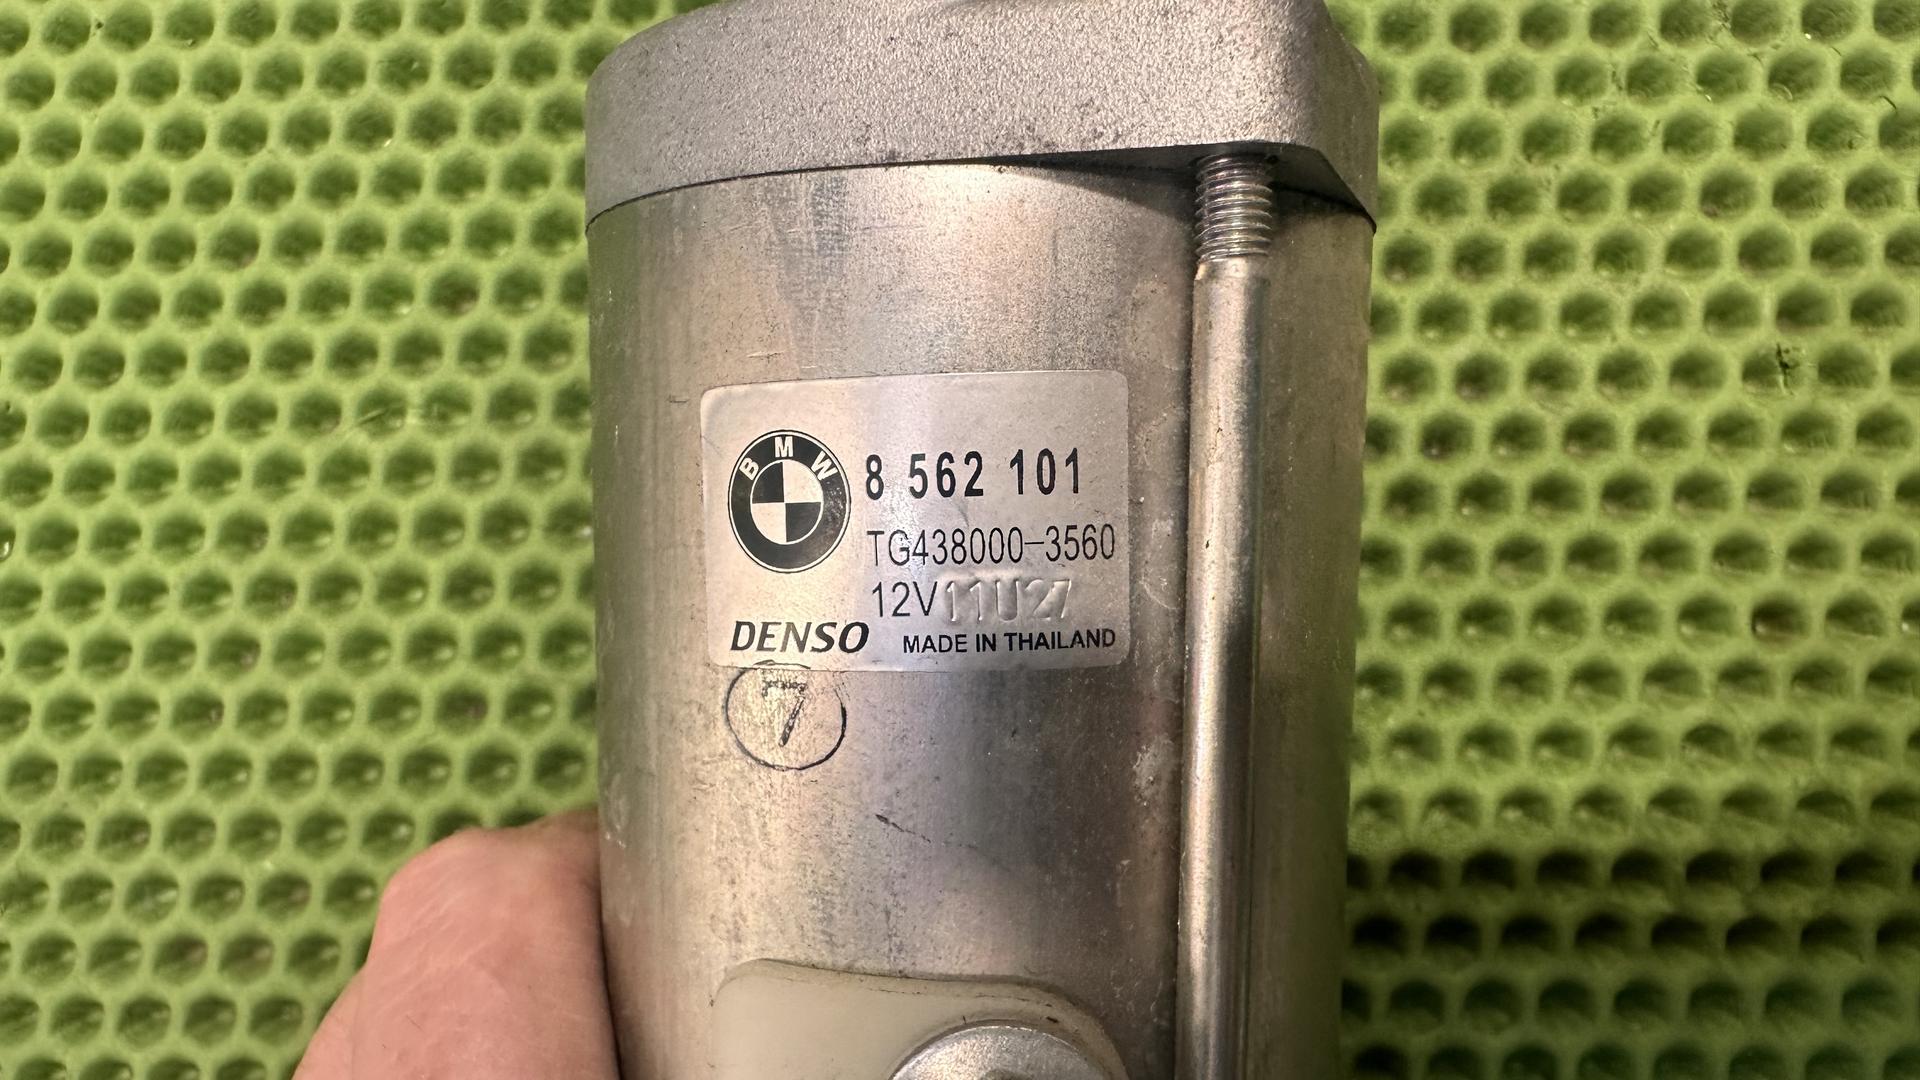 BMW
8 562 101
TG438000-3560
12V 11U27
DENSO MADE IN THAILAND
7